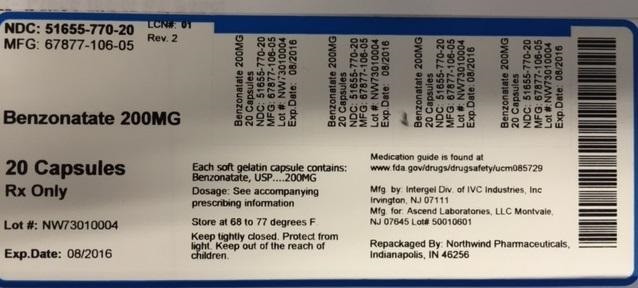 NDC: 51655-770-20
LCN#: 01
MFG: 67877-106-05
Rev. 2
Benzonatate 200MG
20 Capsules
Rx Only
Lot #: NW73010004
Exp.Date: 08/2016
Benzonatate 200MG
20 Capsules
NDC: 51655-770-20
MFG: 67877-106-05
Lot #: NW73010004
Exp.Date: 08/2016
Benzonatate 200MG
20 Capsules
NDC: 51655-770-20
MFG: 67877-106-05
Lot #: NW73010004
Exp.Date: 08/2016
Benzonatate 200MG
20 Capsules
NDC: 51655-770-20
MFG: 67877-106-05
Lot #: NW73010004
Exp.Date: 08/2016
Benzonatate 200MG
20 Capsules
NDC: 51655-770-20
MFG: 67877-106-05
Lot #: NW73010004
Exp.Date: 08/2016
Each soft gelatin capsule contains:
Benzonatate, USP....200MG
Dosage: See accompanying
prescribing information
Store at 68 to 77 degrees F
Keep tightly closed. Protect from
light. Keep out of the reach of
children.
Medication guide is found at
www.fda.gov/drugs/drugsafety/ucm085729
Mfg. by: Intergel Div. of IVC Industries, Inc
Irvington, NJ 07111
Mfg. for: Ascend Laboratones, LLC Montvale,
NJ 07645 Lot# 50010601
Repackaged By: Northwind Pharmaceuticals,
Indianapolis, IN 46256